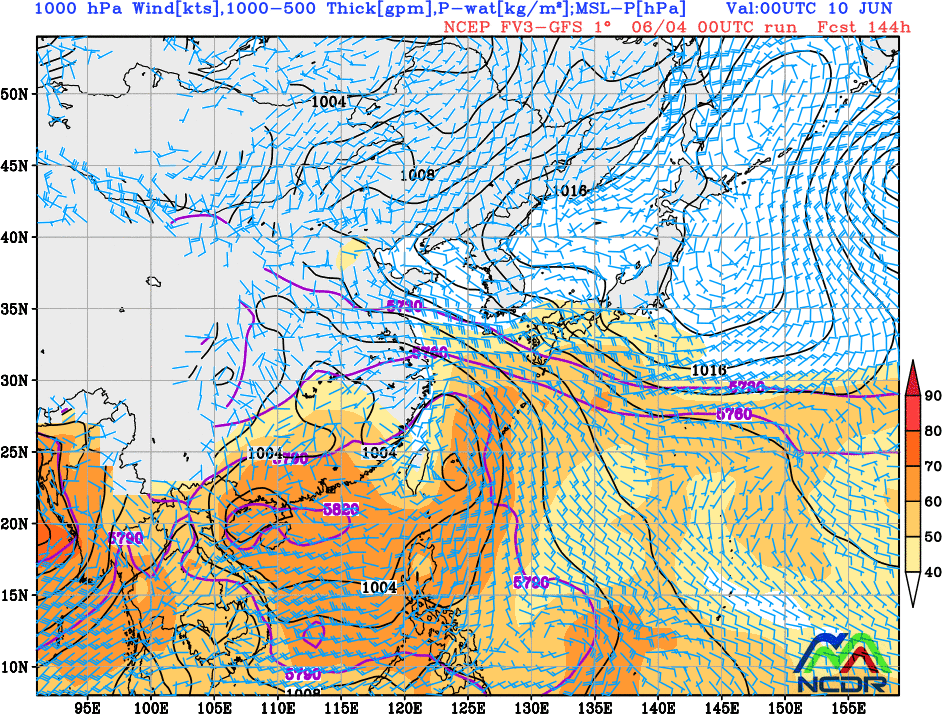 1000 hPa Wind[kts],1000-500 Thick[gpm],P-wat[kg/m²];MSL-P[hPa] Val:00UTC 10 JUN
NCEP FV3-GFS 1° 06/04 00UTC run Fcst 144h
50N
1004
45N
1008
1016
40N
35N
5730
5760
30N
1016
5730
90
5760
80
25N
1004
5790
1004
70
60
20N
5790
5820
50
40
15N
1004
5790
10N
5790
1008
NCDR
95E 100E 105E 110E 115E 120E 125E 130E 135E 140E 145E 150E 155E